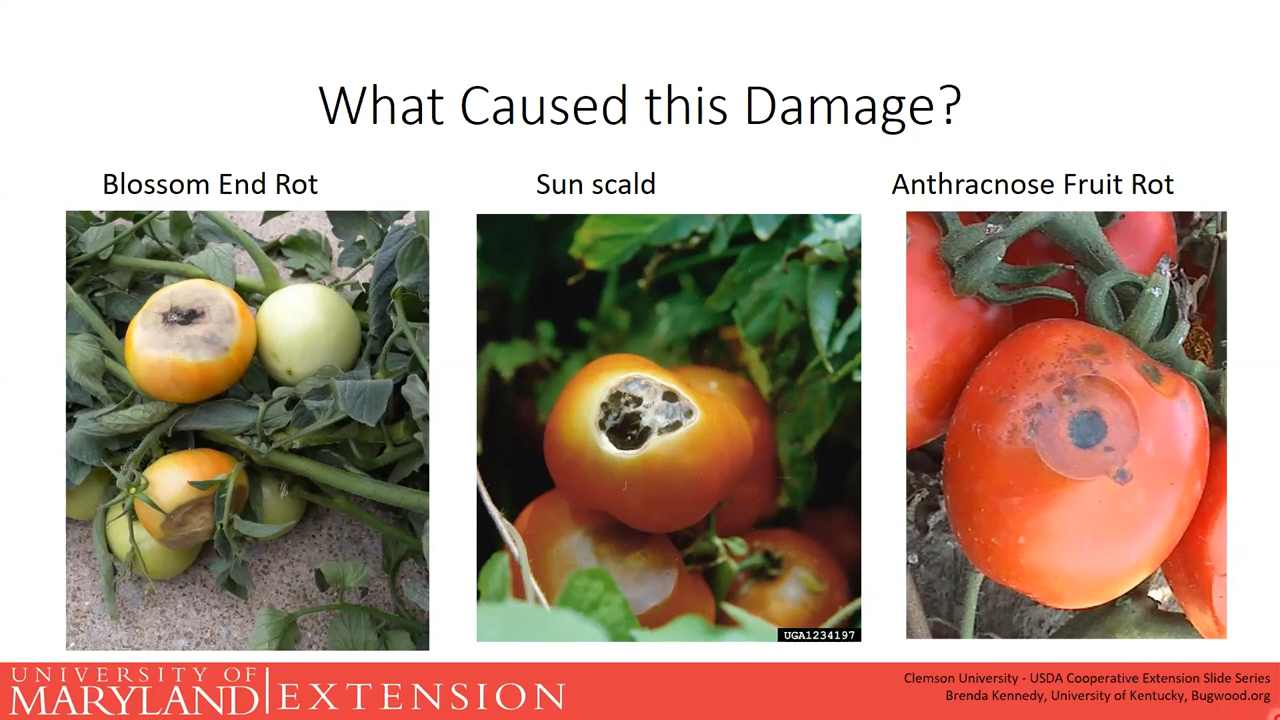 What Caused this Damage?
Blossom End Rot
Sun scald
Anthracnose Fruit Rot
UGA1234197
UNIVERSITY OF
MARYLAND
EXTENSION
Clemson University - USDA Cooperative Extension Slide Series
Brenda Kennedy, University of Kentucky, Bugwood.org